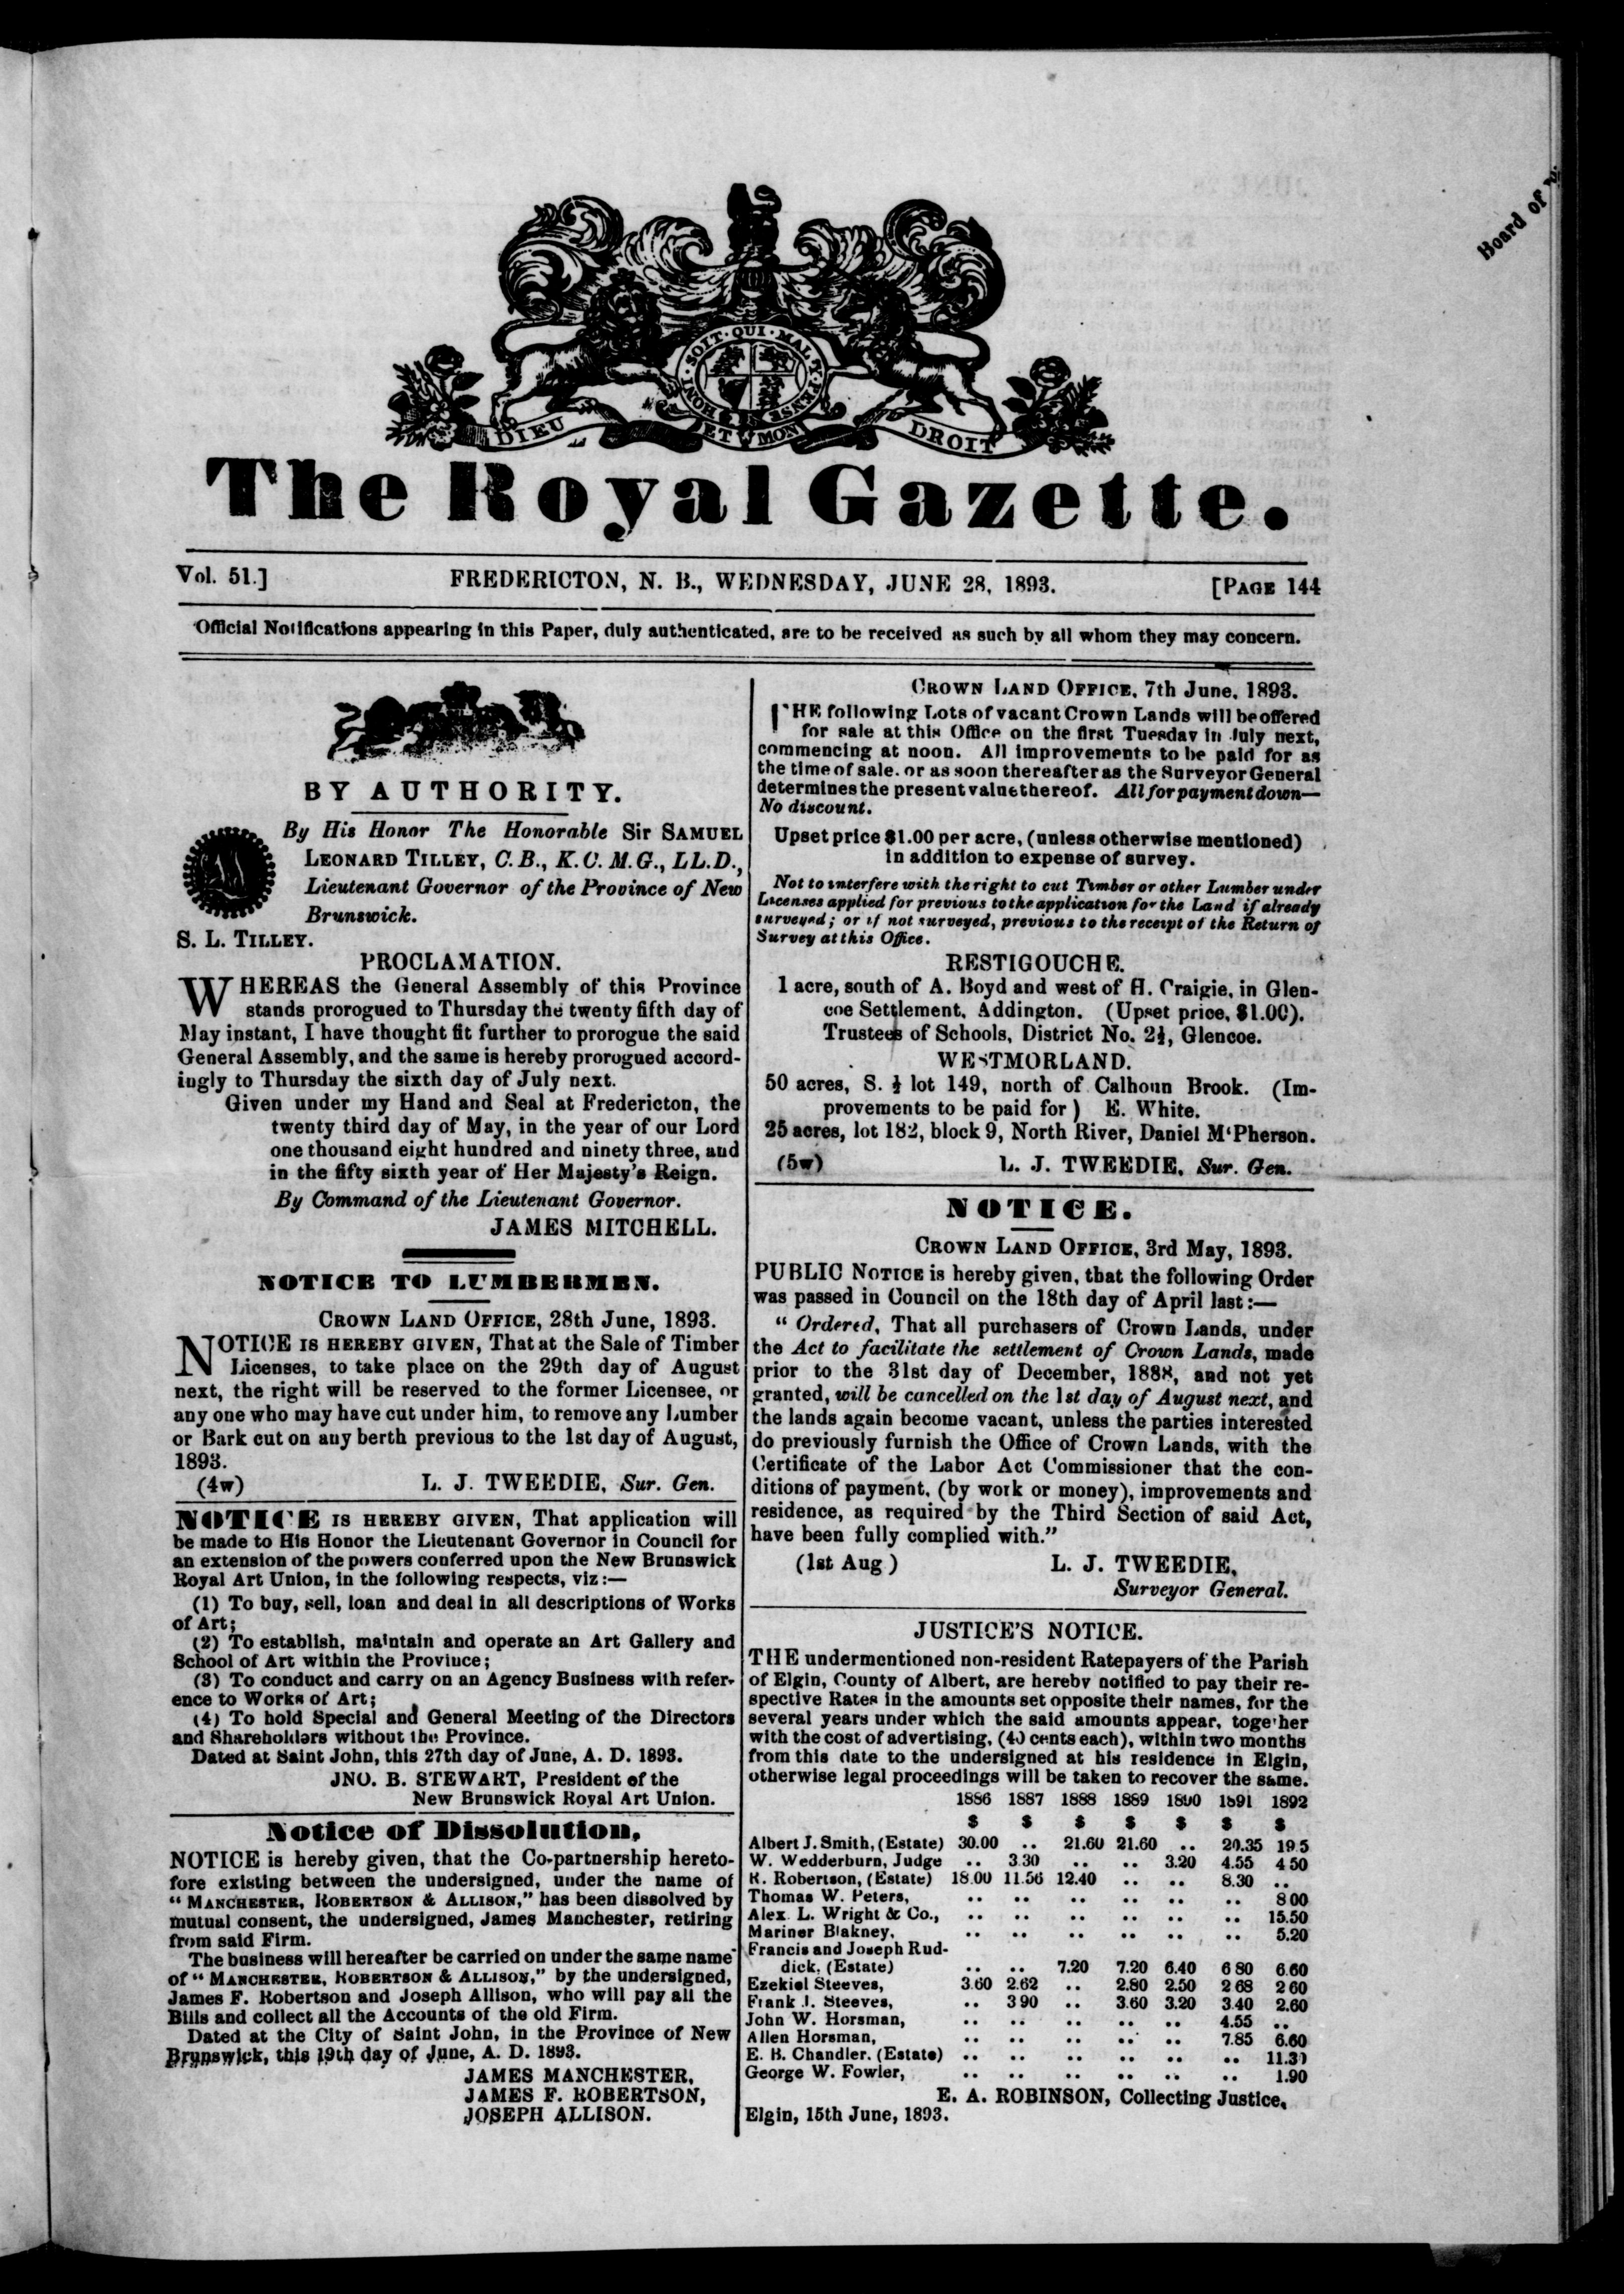 Board of
HONI · SOIT · QUI · MAL · Y · PENSE
DIEU ET MON DROIT
The Royal Gazette.
Vol. 51.] FREDERICTON, N. B., WEDNESDAY, JUNE 28, 1893. [PAGE 144
Official Notifications appearing in this Paper, duly authenticated, are to be received as such by all whom they may concern.
BY AUTHORITY.
By His Honor The Honorable Sir SAMUEL
LEONARD TILLEY, C. B., K. C. M. G., LL.D.,
Lieutenant Governor of the Province of New
Brunswick.
S. L. TILLEY.
PROCLAMATION.
WHEREAS the General Assembly of this Province
stands prorogued to Thursday the twenty fifth day of
May instant, I have thought fit further to prorogue the said
General Assembly, and the same is hereby prorogued accord-
ingly to Thursday the sixth day of July next.
Given under my Hand and Seal at Fredericton, the
twenty third day of May, in the year of our Lord
one thousand eight hundred and ninety three, and
in the fifty sixth year of Her Majesty's Reign.
By Command of the Lieutenant Governor.
JAMES MITCHELL.
NOTICE TO LUMBERMEN.
CROWN LAND OFFICE, 28th June, 1893.
NOTICE IS HEREBY GIVEN, That at the Sale of Timber
Licenses, to take place on the 29th day of August
next, the right will be reserved to the former Licensee, or
any one who may have cut under him, to remove any Lumber
or Bark cut on any berth previous to the 1st day of August,
1893.
(4w) L. J. TWEEDIE, Sur. Gen.
NOTICE IS HEREBY GIVEN, That application will
be made to His Honor the Lieutenant Governor in Council for
an extension of the powers conferred upon the New Brunswick
Royal Art Union, in the following respects, viz:—
(1) To buy, sell, loan and deal in all descriptions of Works
of Art;
(2) To establish, maintain and operate an Art Gallery and
School of Art within the Province;
(3) To conduct and carry on an Agency Business with refer-
ence to Works of Art;
(4) To hold Special and General Meeting of the Directors
and Shareholders without the Province.
Dated at Saint John, this 27th day of June, A. D. 1893.
JNO. B. STEWART, President of the
New Brunswick Royal Art Union.
Notice of Dissolution.
NOTICE is hereby given, that the Co-partnership hereto-
fore existing between the undersigned, under the name of
"MANCHESTER, ROBERTSON & ALLISON," has been dissolved by
mutual consent, the undersigned, James Manchester, retiring
from said Firm.
The business will hereafter be carried on under the same name
of "MANCHESTER, ROBERTSON & ALLISON," by the undersigned,
James F. Robertson and Joseph Allison, who will pay all the
Bills and collect all the Accounts of the old Firm.
Dated at the City of Saint John, in the Province of New
Brunswick, this 19th day of June, A. D. 1893.
JAMES MANCHESTER,
JAMES F. ROBERTSON,
JOSEPH ALLISON.
CROWN LAND OFFICE, 7th June, 1893.
THE following Lots of vacant Crown Lands will be offered
for sale at this Office on the first Tuesday in July next,
commencing at noon. All improvements to be paid for as
the time of sale, or as soon thereafter as the Surveyor General
determines the present value thereof. All for payment down—
No discount.
Upset price $1.00 per acre, (unless otherwise mentioned)
in addition to expense of survey.
Not to interfere with the right to cut Timber or other Lumber under
Licenses applied for previous to the application for the Land if already
surveyed; or if not surveyed, previous to the receipt of the Return of
Survey at this Office.
RESTIGOUCHE.
1 acre, south of A. Boyd and west of H. Craigie, in Glen-
coe Settlement, Addington. (Upset price, $1.00).
Trustees of Schools, District No. 2½, Glencoe.
WESTMORLAND.
50 acres, S. ½ lot 149, north of Calhoun Brook. (Im-
provements to be paid for) E. White.
25 acres, lot 182, block 9, North River, Daniel M'Pherson.
(5w) L. J. TWEEDIE, Sur. Gen.
NOTICE.
CROWN LAND OFFICE, 3rd May, 1893.
PUBLIC NOTICE is hereby given, that the following Order
was passed in Council on the 18th day of April last:—
"Ordered, That all purchasers of Crown Lands, under
the Act to facilitate the settlement of Crown Lands, made
prior to the 31st day of December, 1888, and not yet
granted, will be cancelled on the 1st day of August next, and
the lands again become vacant, unless the parties interested
do previously furnish the Office of Crown Lands, with the
Certificate of the Labor Act Commissioner that the con-
ditions of payment, (by work or money), improvements and
residence, as required by the Third Section of said Act,
have been fully complied with."
(1st Aug) L. J. TWEEDIE,
Surveyor General.
JUSTICE'S NOTICE.
THE undermentioned non-resident Ratepayers of the Parish
of Elgin, County of Albert, are hereby notified to pay their re-
spective Rates in the amounts set opposite their names, for the
several years under which the said amounts appear, together
with the cost of advertising, (40 cents each), within two months
from this date to the undersigned at his residence in Elgin,
otherwise legal proceedings will be taken to recover the same.
1886 1887 1888 1889 1890 1891 1892
$ $ $ $ $ $ $
Albert J. Smith, (Estate) 30.00 .. 21.60 21.60 .. 20.35 19.5
W. Wedderburn, Judge .. 3.30 .. .. 3.20 4.55 4 50
R. Robertson, (Estate) 18.00 11.56 12.40 .. .. 8.30 ..
Thomas W. Peters, .. .. .. .. .. .. 8 00
Alex. L. Wright & Co., .. .. .. .. .. .. 15.50
Mariner Blakney, .. .. .. .. .. .. 5.20
Francis and Joseph Rud-
dick, (Estate) .. .. 7.20 7.20 6.40 6 80 6.60
Ezekiel Steeves, 3.60 2.62 .. 2.80 2.50 2 68 2 60
Frank J. Steeves, .. 3 90 .. 3.60 3.20 3.40 2.60
John W. Horsman, .. .. .. .. .. 4.55 ..
Allen Horsman, .. .. .. .. .. 7.85 6.60
E. B. Chandler. (Estate) .. .. .. .. .. .. 11.30
George W. Fowler, .. .. .. .. .. .. 1.90
E. A. ROBINSON, Collecting Justice.
Elgin, 15th June, 1893.